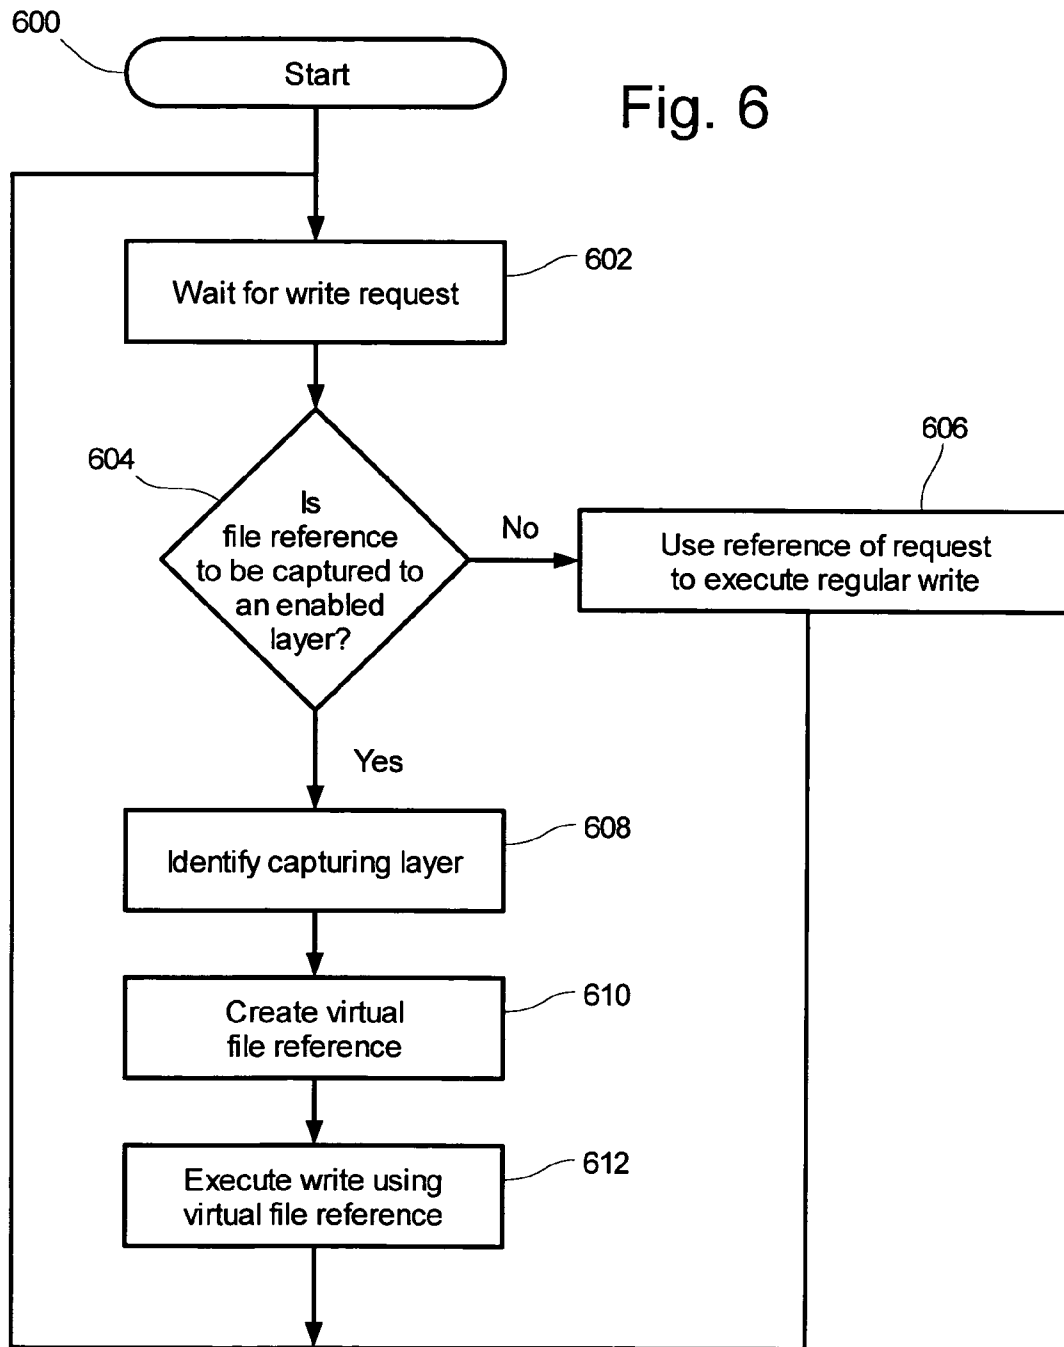 600
Start
Fig. 6
602
Wait for write request
604
Is
file reference
to be captured to
an enabled
layer?
No
606
Use reference of request
to execute regular write
Yes
608
Identify capturing layer
610
Create virtual
file reference
612
Execute write using
virtual file reference